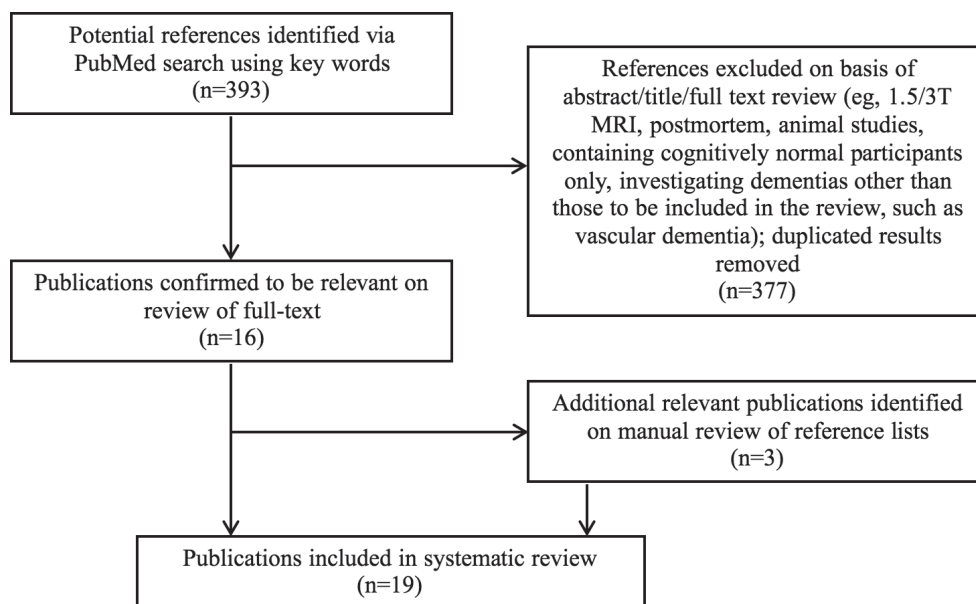 Potential references identified via
PubMed search using key words
(n=393)
References excluded on basis of
abstract/title/full text review (eg, 1.5/3T
MRI, postmortem, animal studies,
containing cognitively normal participants
only, investigating dementias other than
those to be included in the review, such as
vascular dementia); duplicated results
removed
(n=377)
Publications confirmed to be relevant on
review of full-text
(n=16)
Additional relevant publications identified
on manual review of reference lists
(n=3)
Publications included in systematic review
(n=19)